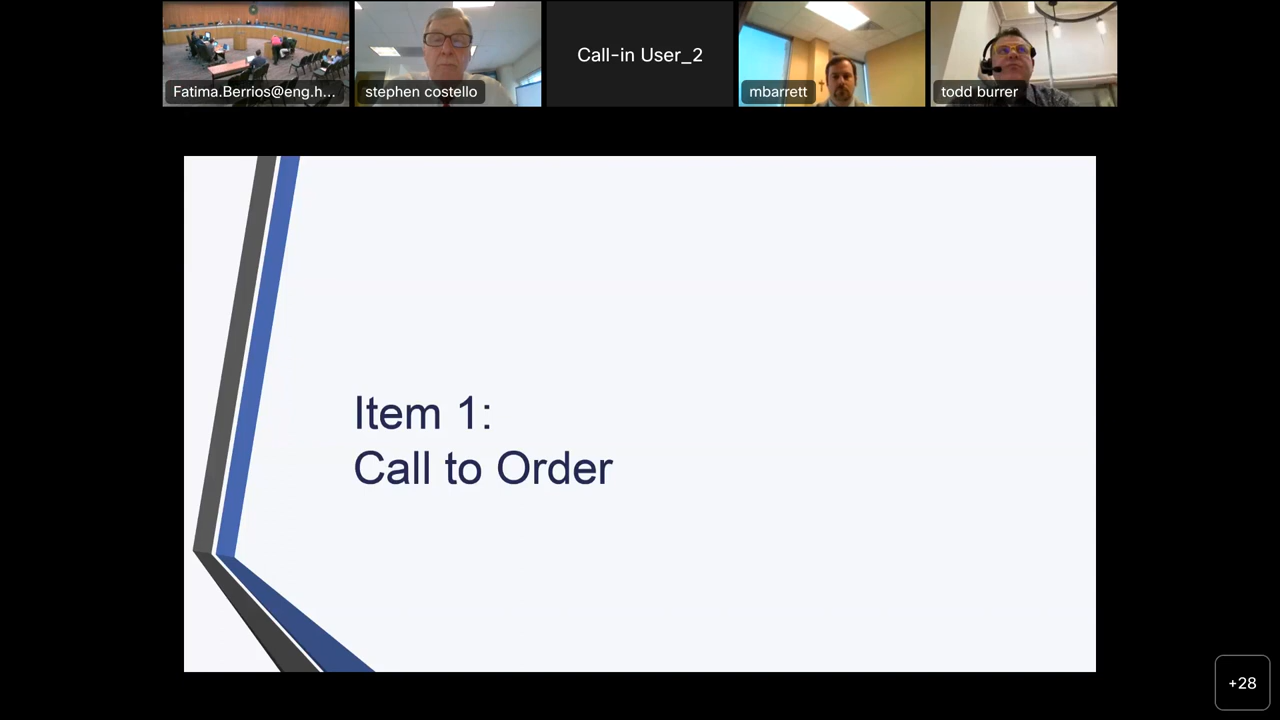 Fatima.Berrios@eng.h...
stephen costello
Call-in User_2
mbarrett
todd burrer
Item 1:
Call to Order
+28